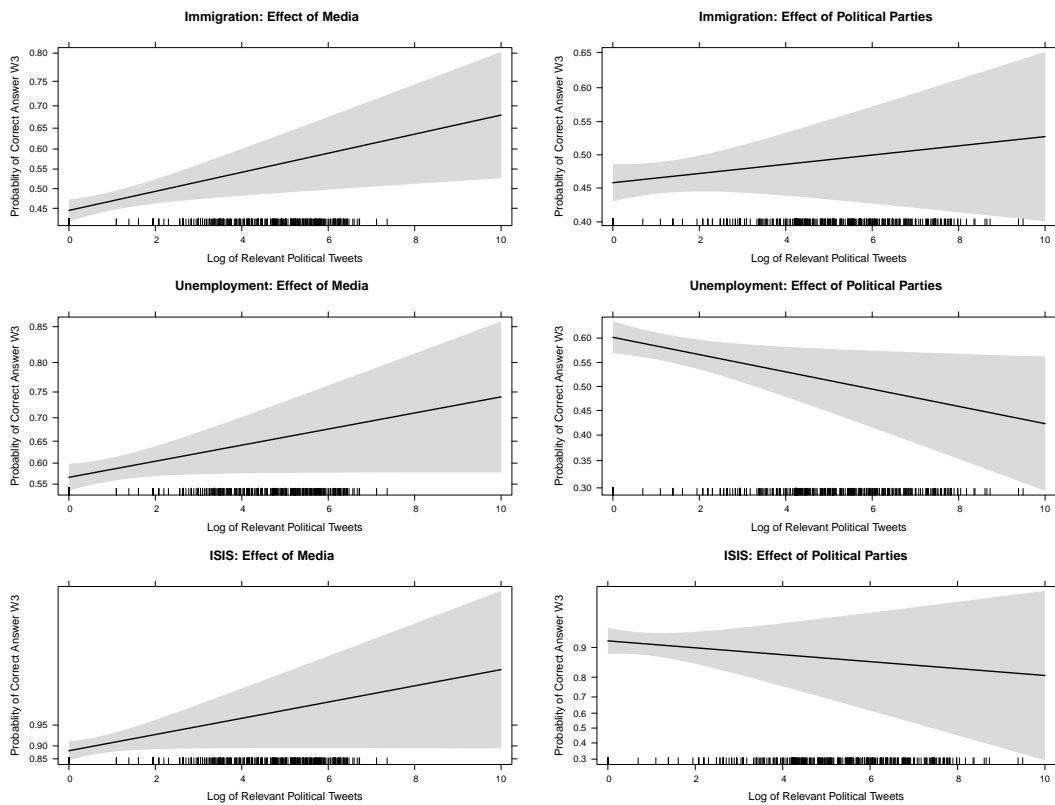 Immigration: Effect of Media
Probablity of Correct Answer W3
0.80
0.75
0.70
0.65
0.60
0.55
0.50
0.45
0 2 4 6 8 10
Log of Relevant Political Tweets
Immigration: Effect of Political Parties
Probablity of Correct Answer W3
0.65
0.60
0.55
0.50
0.45
0.40
0 2 4 6 8 10
Log of Relevant Political Tweets
Unemployment: Effect of Media
Probablity of Correct Answer W3
0.85
0.80
0.75
0.70
0.65
0.60
0.55
0 2 4 6 8 10
Log of Relevant Political Tweets
Unemployment: Effect of Political Parties
Probablity of Correct Answer W3
0.60
0.55
0.50
0.45
0.40
0.35
0.30
0 2 4 6 8 10
Log of Relevant Political Tweets
ISIS: Effect of Media
Probablity of Correct Answer W3
0.95
0.90
0.85
0 2 4 6 8 10
Log of Relevant Political Tweets
ISIS: Effect of Political Parties
Probablity of Correct Answer W3
0.9
0.8
0.7
0.6
0.5
0.4
0.3
0 2 4 6 8 10
Log of Relevant Political Tweets